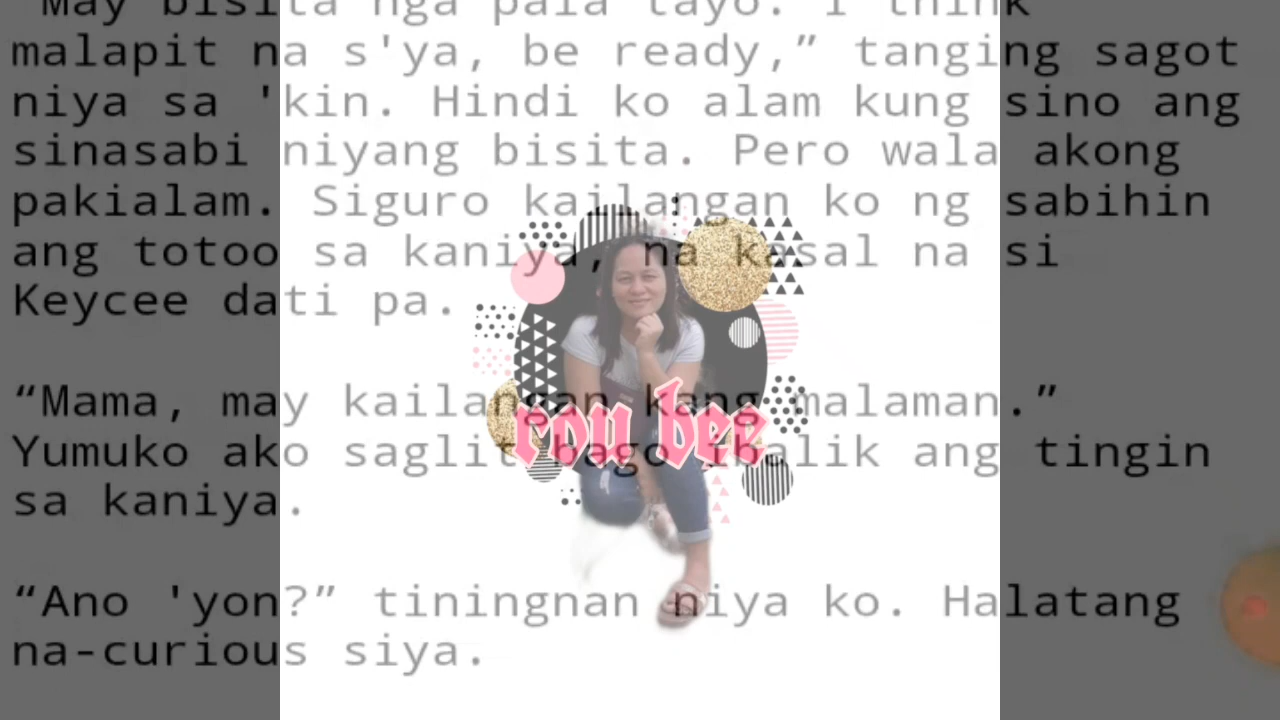 "May bisita nga pala tayo. I think
malapit na s'ya, be ready,” tanging sagot
niya sa 'kin. Hindi ko alam kung sino ang
sinasabi niyang bisita. Pero wala akong
pakialam. Siguro kailangan ko ng sabihin
ang totoo sa kaniya, na kasal na si
Keycee dati pa.
“Mama, may kailangan kang malaman.”
Yumuko ako saglit bago ibalik ang tingin
sa kaniya.
rou bee
“Ano 'yon?” tiningnan niya ko. Halatang
na-curious siya.